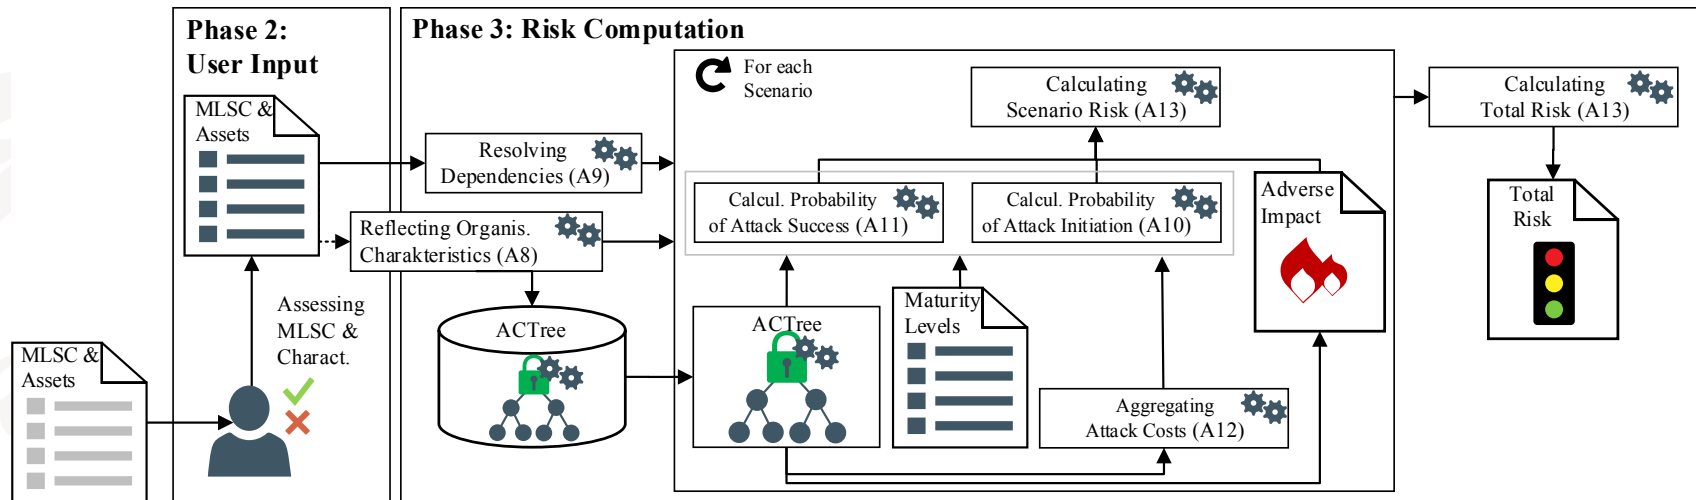 Phase 2:
User Input
MLSC &
Assets
Assessing
MLSC &
Charact.
MLSC &
Assets
Phase 3: Risk Computation
For each
Scenario
Calculating
Scenario Risk (A13)
Calculating
Total Risk (A13)
Resolving
Dependencies (A9)
Calcul. Probability
of Attack Success (A11)
Calcul. Probability
of Attack Initiation (A10)
Adverse
Impact
Total
Risk
Reflecting Organis.
Charakteristics (A8)
ACTree
ACTree
Maturity
Levels
Aggregating
Attack Costs (A12)